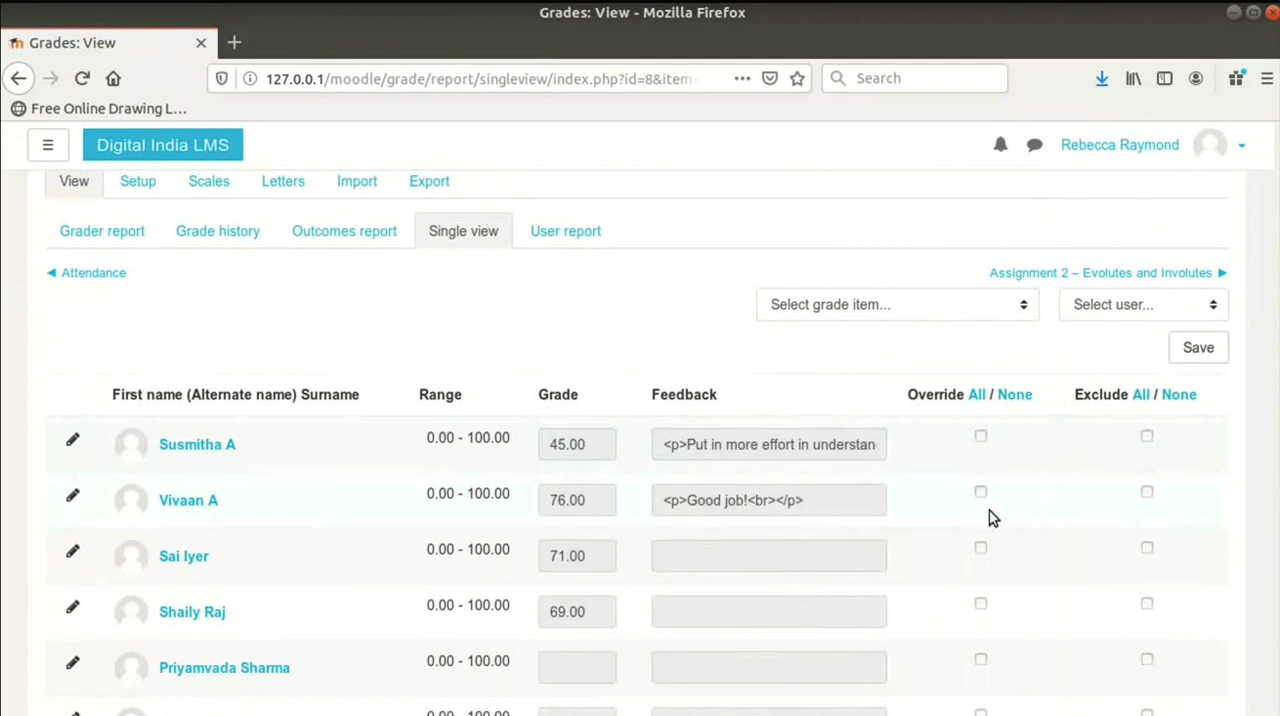 Grades: View - Mozilla Firefox
Grades: View
127.0.0.1/moodle/grade/report/singleview/index.php?id=8&item=
Search
Free Online Drawing L...
Digital India LMS
Rebecca Raymond
View Setup Scales Letters Import Export
Grader report Grade history Outcomes report Single view User report
◀ Attendance
Assignment 2 – Evolutes and Involutes ▶
Select grade item... Select user...
Save
First name (Alternate name) Surname Range Grade Feedback Override All / None Exclude All / None
Susmitha A 0.00 - 100.00 45.00 <p>Put in more effort in understan
Vivaan A 0.00 - 100.00 76.00 <p>Good job!<br></p>
Sai Iyer 0.00 - 100.00 71.00
Shaily Raj 0.00 - 100.00 69.00
Priyamvada Sharma 0.00 - 100.00
0.00 - 100.00